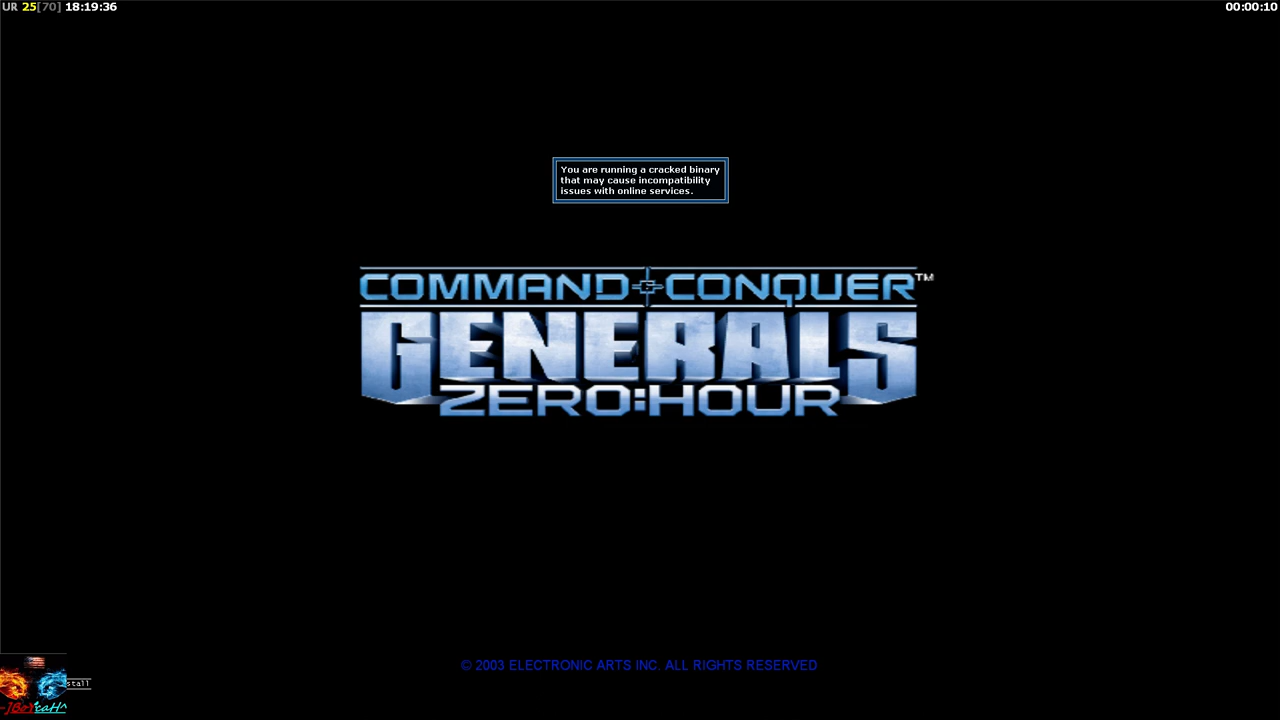 UR 25[70] 18:19:36
00:00:10
You are running a cracked binary
that may cause incompatibility
issues with online services.
COMMAND CONQUER™
GENERALS
ZERO:HOUR
© 2003 ELECTRONIC ARTS INC. ALL RIGHTS RESERVED
stall